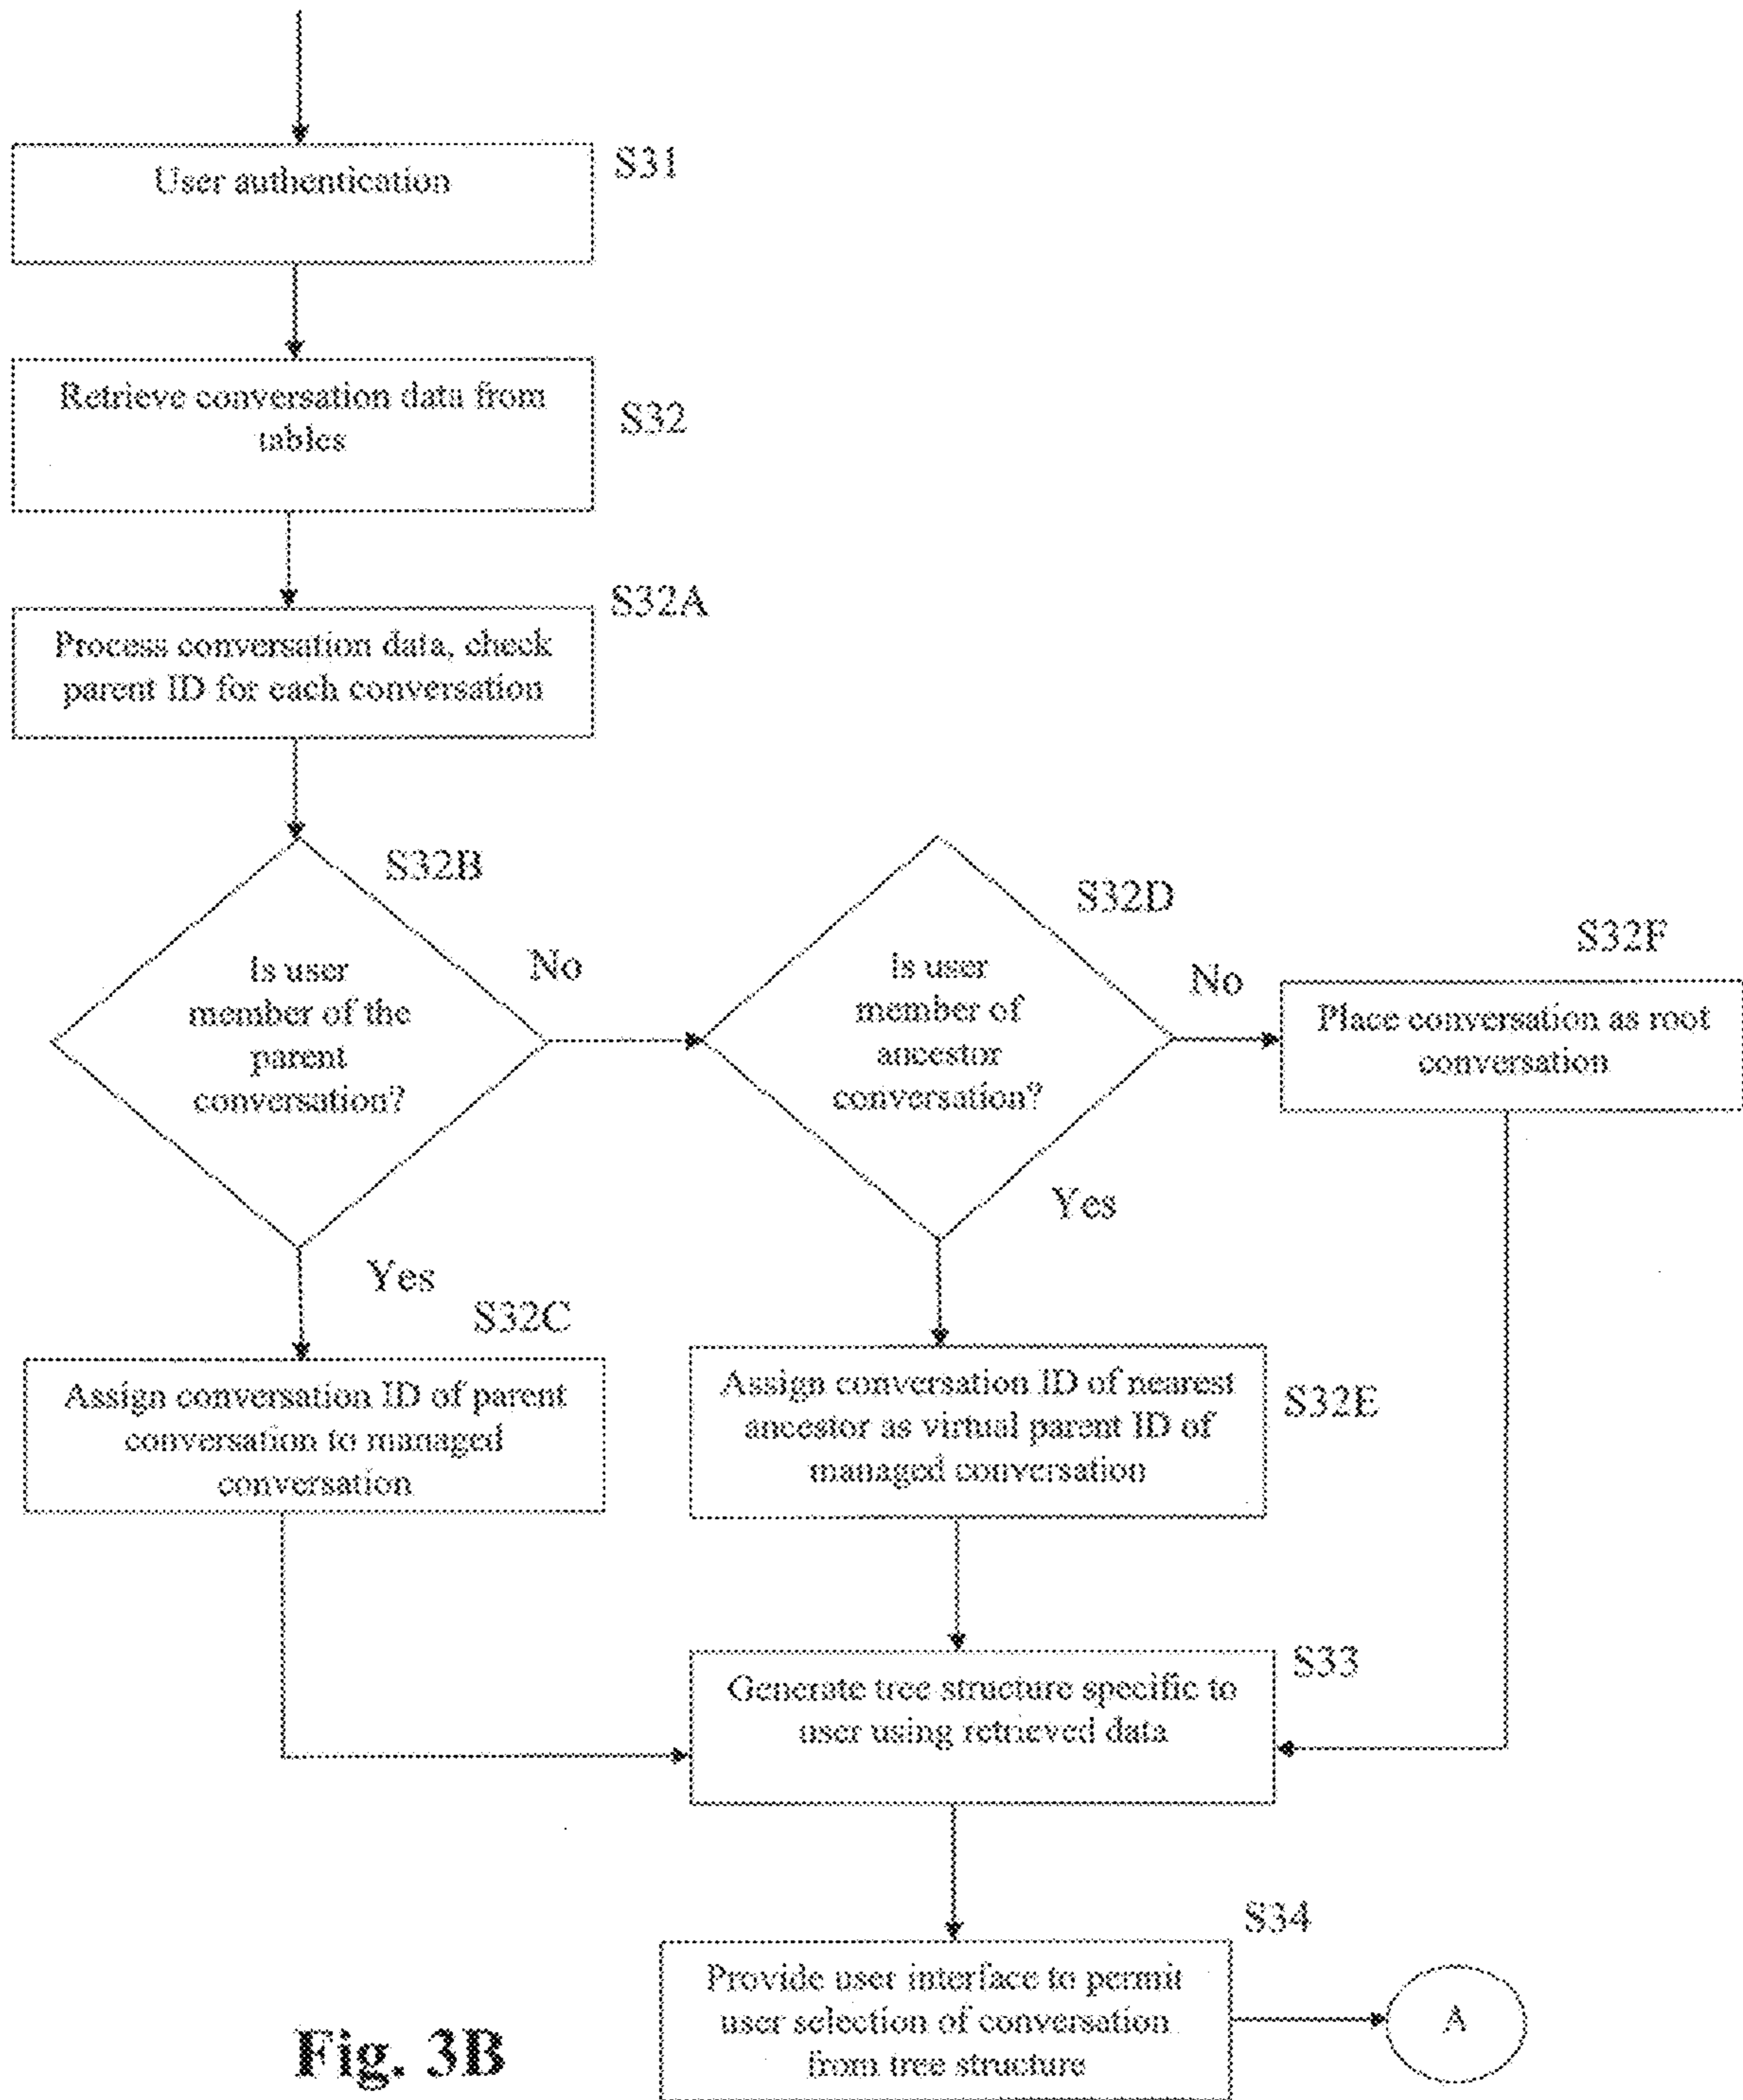 User authentication
S31
Retrieve conversation data from
tables
S32
S32A
Process conversation data, check
parent ID for each conversation
S32B
Is user
member of the
parent
conversation?
No
S32D
Is user
member of
ancestor
conversation?
No
S32F
Place conversation as root
conversation
Yes
S32C
Assign conversation ID of parent
conversation to managed
conversation
Yes
Assign conversation ID of nearest
ancestor as virtual parent ID of
managed conversation
S32E
S33
Generate tree structure specific to
user using retrieved data
S34
Provide user interface to permit
user selection of conversation
from tree structure
A
Fig. 3B